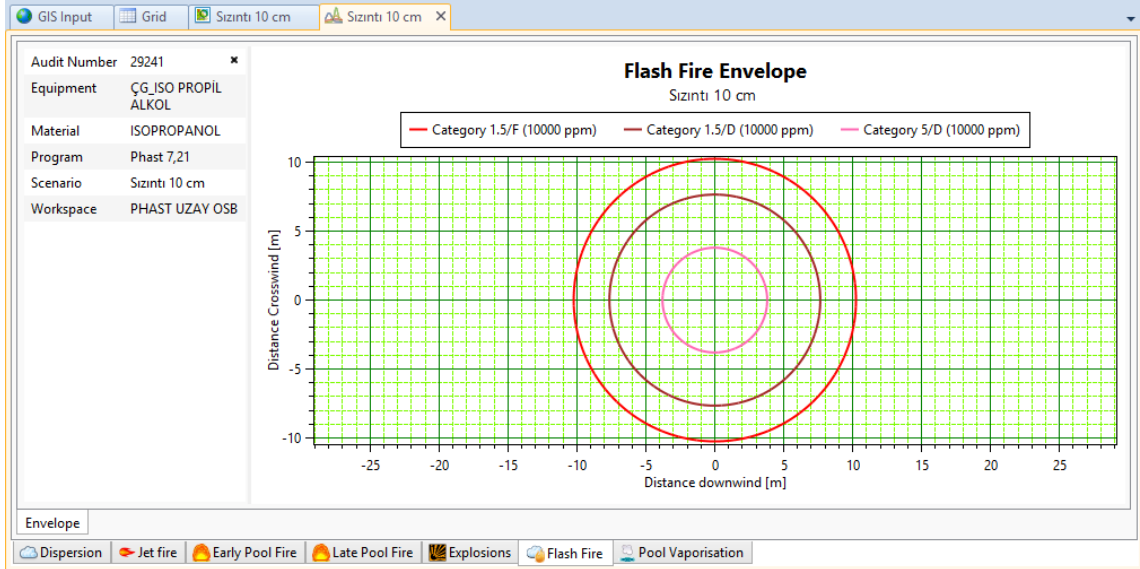 GIS Input Grid Sızıntı 10 cm Sızıntı 10 cm
Audit Number 29241
Equipment ÇG_ISO PROPİL
ALKOL
Material ISOPROPANOL
Program Phast 7,21
Scenario Sızıntı 10 cm
Workspace PHAST UZAY OSB
Flash Fire Envelope
Sızıntı 10 cm
Category 1.5/F (10000 ppm) Category 1.5/D (10000 ppm) Category 5/D (10000 ppm)
Distance Crosswind [m]
10
5
0
-5
-10
-25 -20 -15 -10 -5 0 5 10 15 20 25
Distance downwind [m]
Envelope
Dispersion Jet fire Early Pool Fire Late Pool Fire Explosions Flash Fire Pool Vaporisation